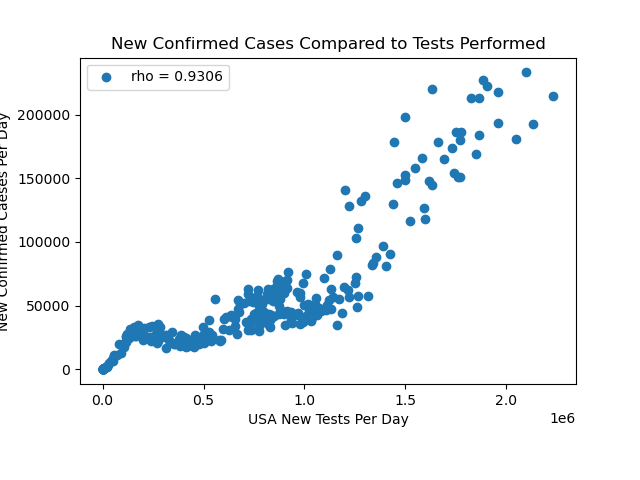 New Confirmed Cases Compared to Tests Performed
rho = 0.9306
New Confirmed Caeses Per Day
200000
150000
100000
50000
0
0.0 0.5 1.0 1.5 2.0
1e6
USA New Tests Per Day